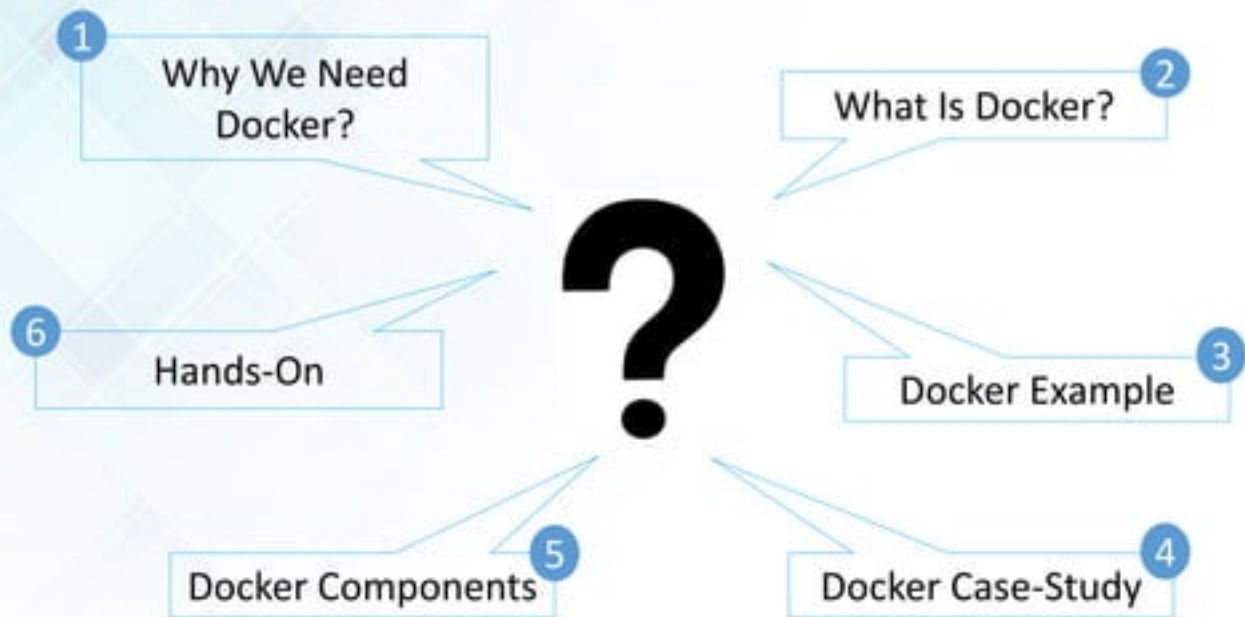 1
Why We Need
Docker?
2
What Is Docker?
3
Docker Example
4
Docker Case-Study
5
Docker Components
6
Hands-On
?